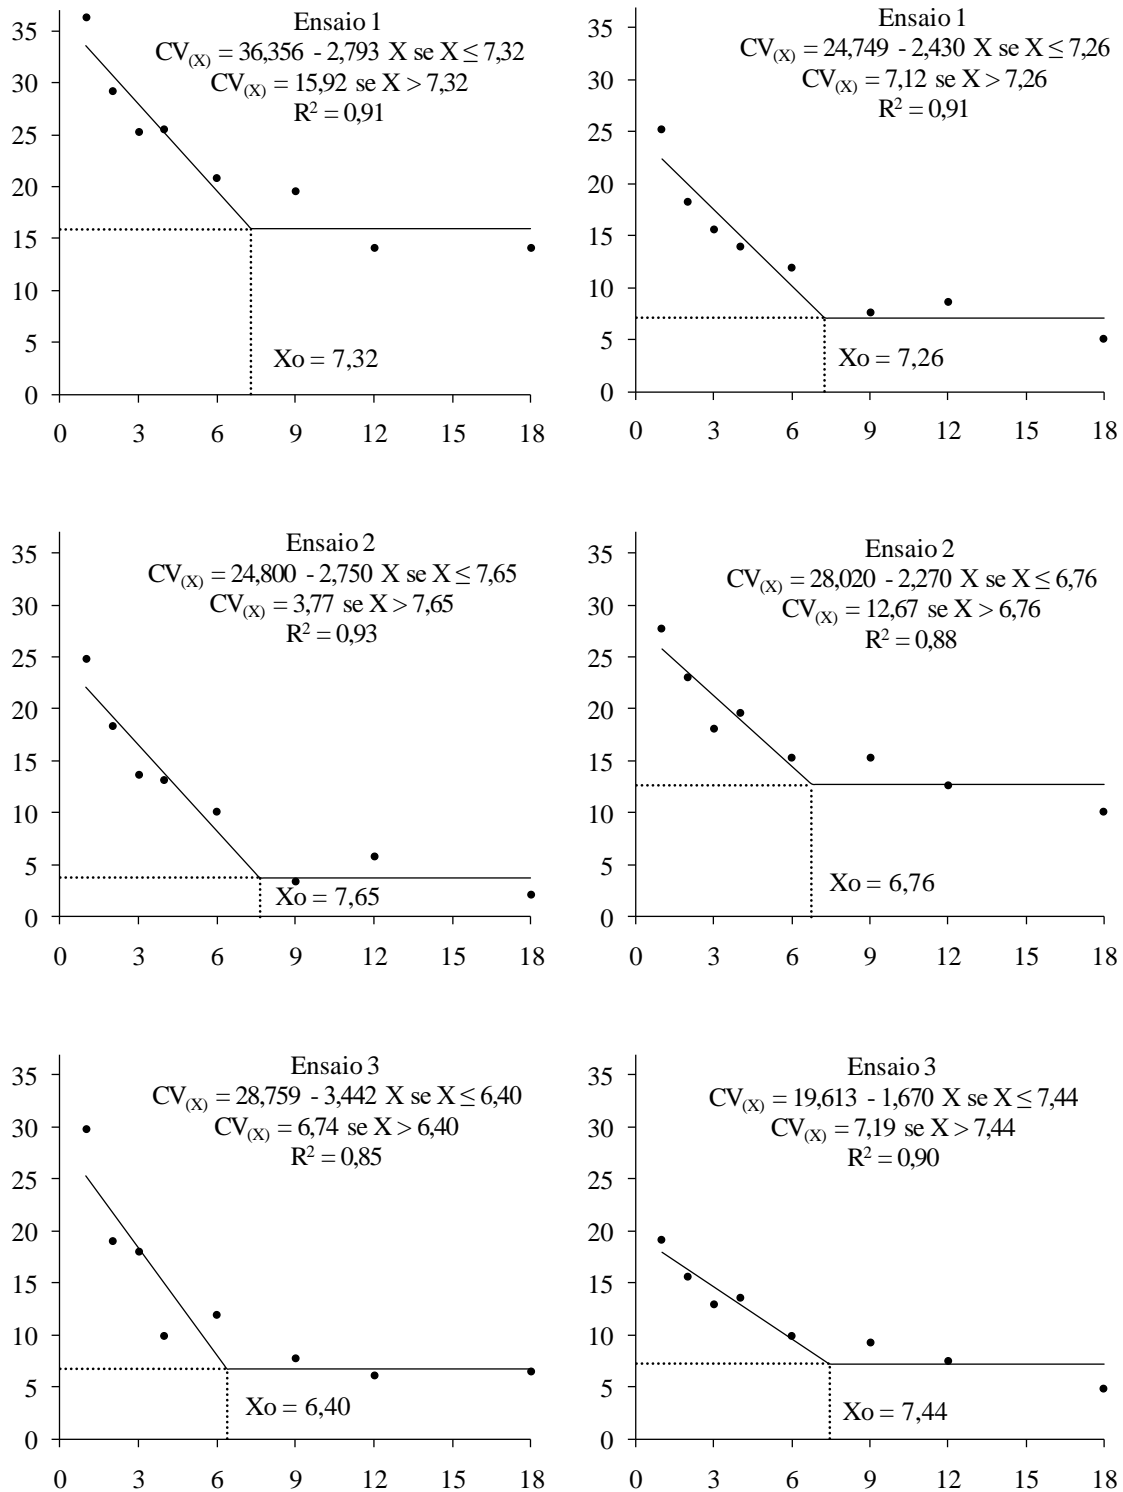 Ensaio 1
CV(X) = 36,356 - 2,793 X se X ≤ 7,32
CV(X) = 15,92 se X > 7,32
R² = 0,91
35
30
25
20
15
10
5
0
Xo = 7,32
0 3 6 9 12 15 18
Ensaio 1
CV(X) = 24,749 - 2,430 X se X ≤ 7,26
CV(X) = 7,12 se X > 7,26
R² = 0,91
35
30
25
20
15
10
5
0
Xo = 7,26
0 3 6 9 12 15 18
Ensaio 2
CV(X) = 24,800 - 2,750 X se X ≤ 7,65
CV(X) = 3,77 se X > 7,65
R² = 0,93
35
30
25
20
15
10
5
0
Xo = 7,65
0 3 6 9 12 15 18
Ensaio 2
CV(X) = 28,020 - 2,270 X se X ≤ 6,76
CV(X) = 12,67 se X > 6,76
R² = 0,88
35
30
25
20
15
10
5
0
Xo = 6,76
0 3 6 9 12 15 18
Ensaio 3
CV(X) = 28,759 - 3,442 X se X ≤ 6,40
CV(X) = 6,74 se X > 6,40
R² = 0,85
35
30
25
20
15
10
5
0
Xo = 6,40
0 3 6 9 12 15 18
Ensaio 3
CV(X) = 19,613 - 1,670 X se X ≤ 7,44
CV(X) = 7,19 se X > 7,44
R² = 0,90
35
30
25
20
15
10
5
0
Xo = 7,44
0 3 6 9 12 15 18